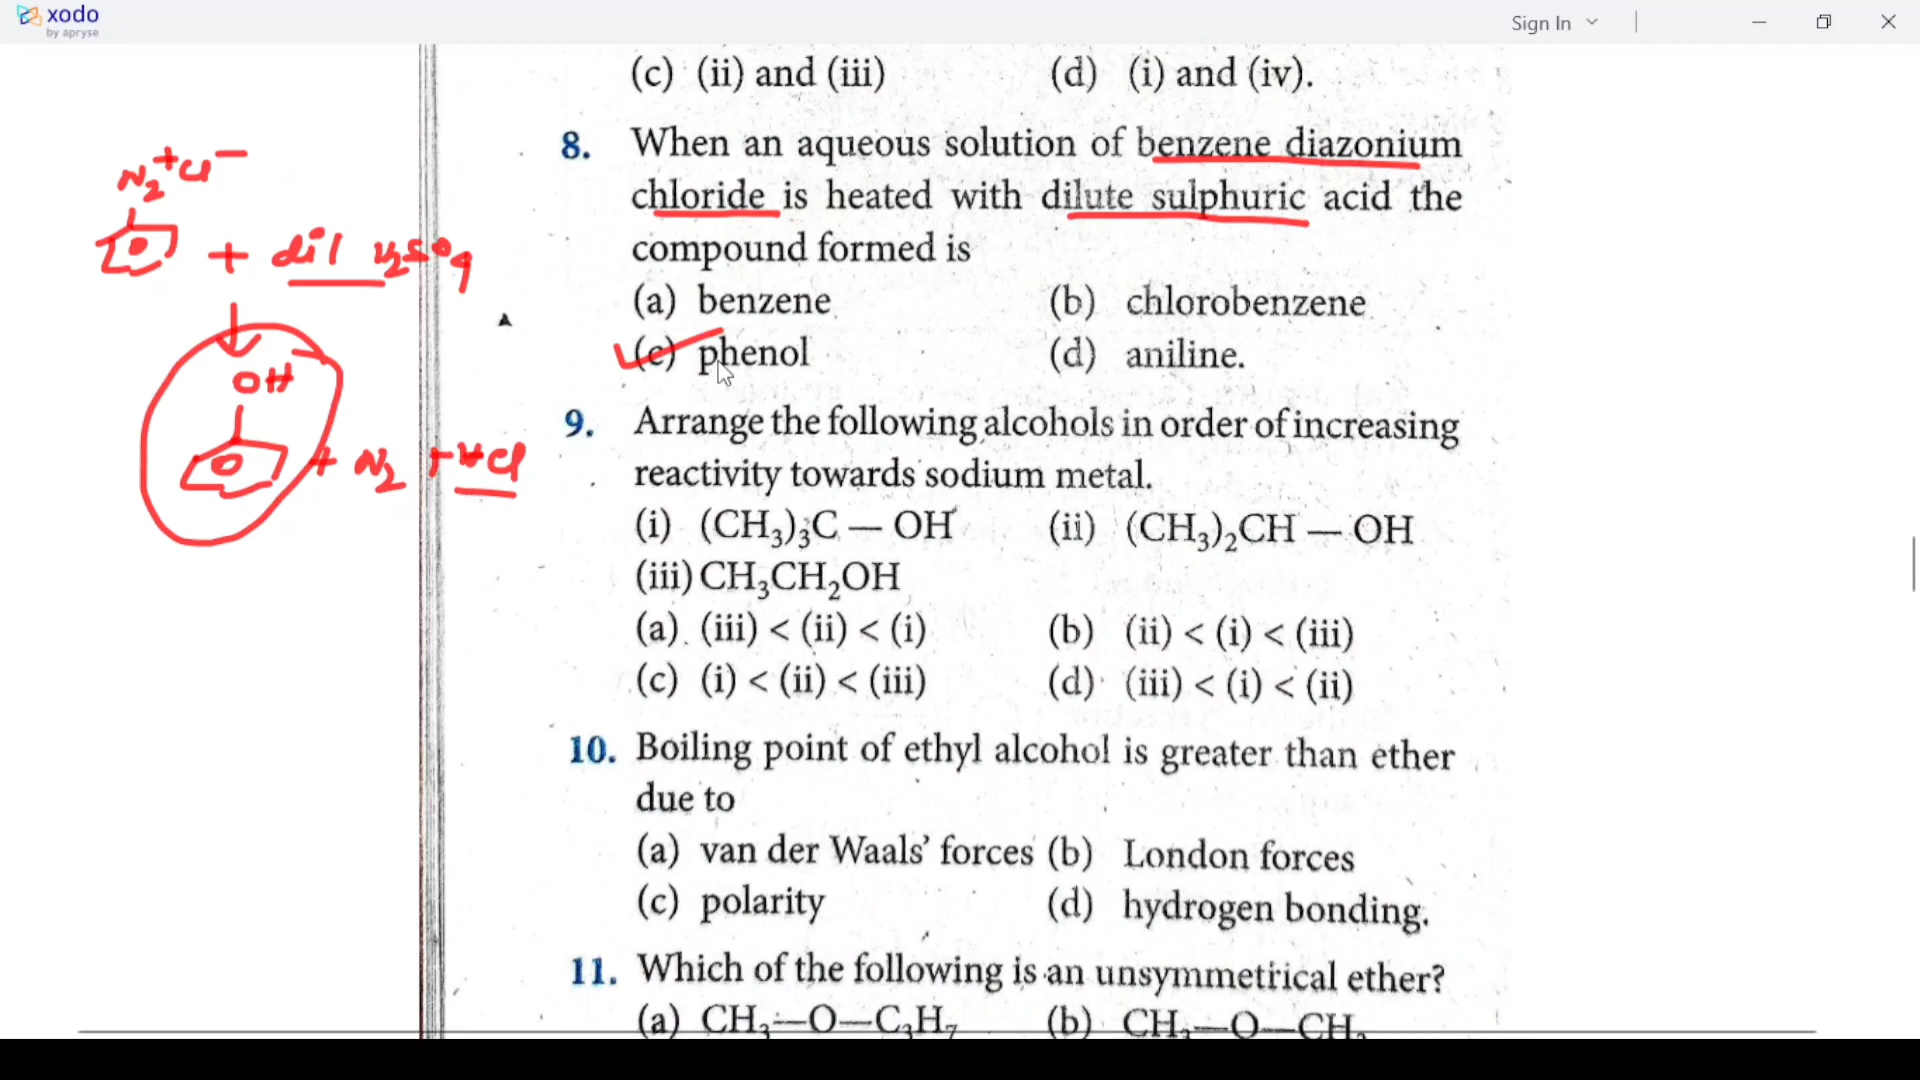 xodo
by apryse
Sign In
(c) (ii) and (iii) (d) (i) and (iv).
8. When an aqueous solution of benzene diazonium
chloride is heated with dilute sulphuric acid the
compound formed is
(a) benzene (b) chlorobenzene
(c) phenol (d) aniline.
9. Arrange the following alcohols in order of increasing
reactivity towards sodium metal.
(i) (CH₃)₃C — OH (ii) (CH₃)₂CH — OH
(iii) CH₃CH₂OH
(a) (iii) < (ii) < (i) (b) (ii) < (i) < (iii)
(c) (i) < (ii) < (iii) (d) (iii) < (i) < (ii)
10. Boiling point of ethyl alcohol is greater than ether
due to
(a) van der Waals’ forces (b) London forces
(c) polarity (d) hydrogen bonding.
11. Which of the following is an unsymmetrical ether?
(a) CH₃—O—C₃H₇ (b) CH₃—O—CH₃
N₂⁺Cl⁻
+ dil H₂SO₄
OH
+ N₂ + HCl